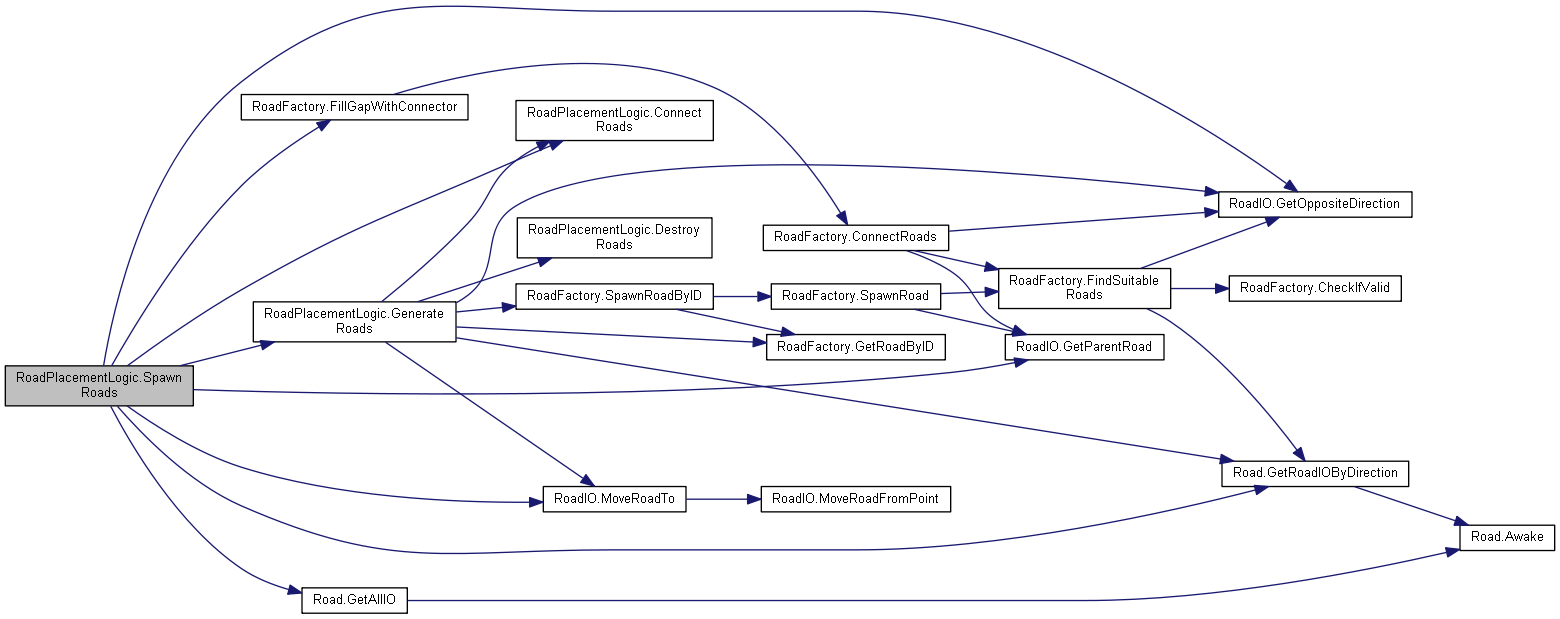 RoadFactory.FillGapWithConnector
RoadPlacementLogic.Connect
Roads
RoadIO.GetOppositeDirection
RoadPlacementLogic.Destroy
Roads
RoadFactory.ConnectRoads
RoadFactory.FindSuitable
Roads
RoadFactory.CheckIfValid
RoadPlacementLogic.Generate
Roads
RoadFactory.SpawnRoadByID
RoadFactory.SpawnRoad
RoadFactory.GetRoadByID
RoadIO.GetParentRoad
RoadPlacementLogic.Spawn
Roads
Road.GetRoadIOByDirection
RoadIO.MoveRoadTo
RoadIO.MoveRoadFromPoint
Road.Awake
Road.GetAllIO